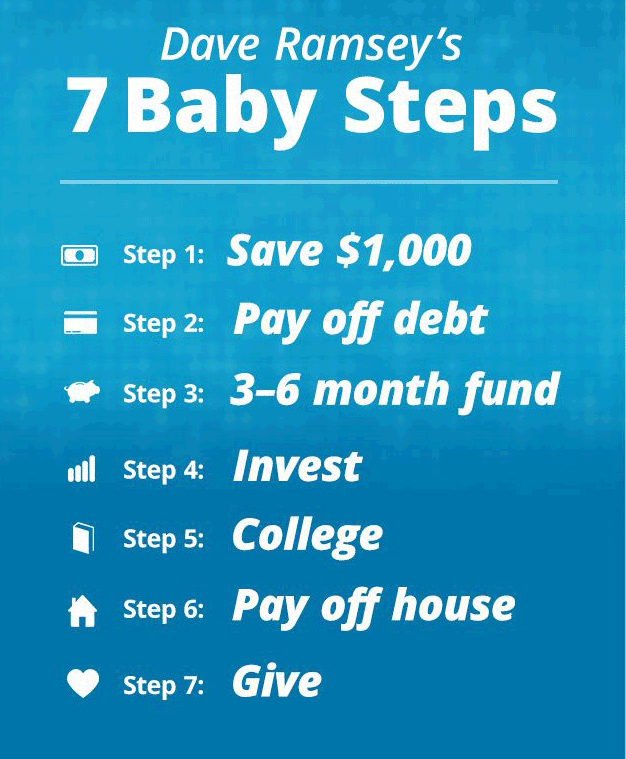 Dave Ramsey’s
7 Baby Steps
Step 1: Save $1,000
Step 2: Pay off debt
Step 3: 3–6 month fund
Step 4: Invest
Step 5: College
Step 6: Pay off house
Step 7: Give